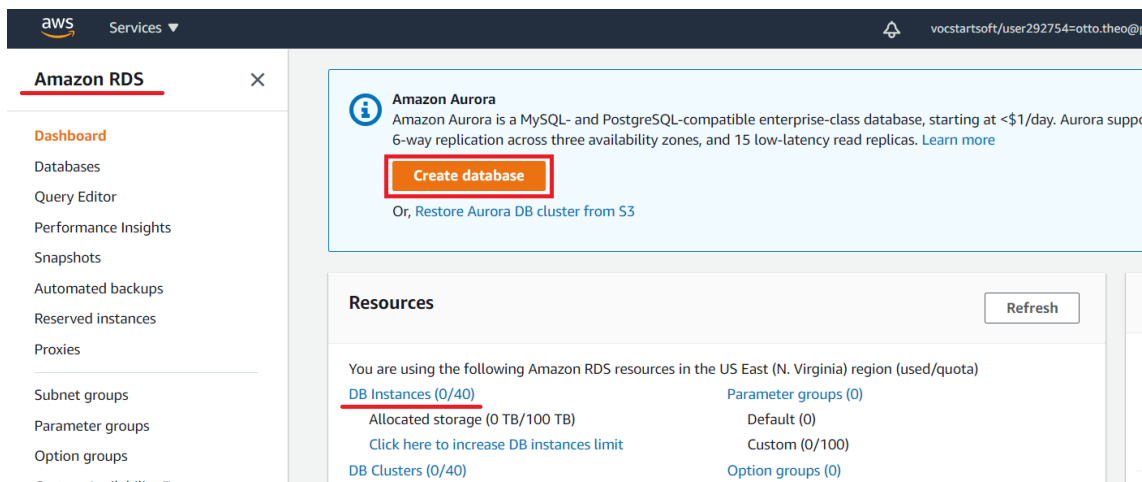 aws
Services ▼
vocstartsoft/user292754=otto.theo@
Amazon RDS
Dashboard
Databases
Query Editor
Performance Insights
Snapshots
Automated backups
Reserved instances
Proxies
Subnet groups
Parameter groups
Option groups
Amazon Aurora
Amazon Aurora is a MySQL- and PostgreSQL-compatible enterprise-class database, starting at <$1/day. Aurora
6-way replication across three availability zones, and 15 low-latency read replicas. Learn more
Create database
Or, Restore Aurora DB cluster from S3
Resources
Refresh
You are using the following Amazon RDS resources in the US East (N. Virginia) region (used/quota)
DB Instances (0/40)
Allocated storage (0 TB/100 TB)
Click here to increase DB instances limit
DB Clusters (0/40)
Parameter groups (0)
Default (0)
Custom (0/100)
Option groups (0)